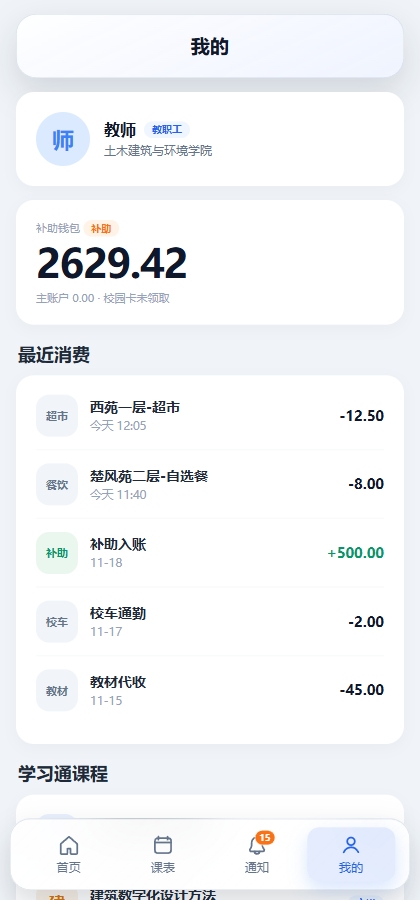 我的
师
教师 教职工
土木建筑与环境学院
补助钱包 补助
2629.42
主账户 0.00 · 校园卡未领取
最近消费
超市 西苑一层-超市 -12.50
今天 12:05
餐饮 楚风苑二层-自选餐 -8.00
今天 11:40
补助 补助入账 +500.00
11-18
校车 校车通勤 -2.00
11-17
教材 教材代收 -45.00
11-15
学习通课程
15
首页 课表 通知 我的
建筑数字化设计方法